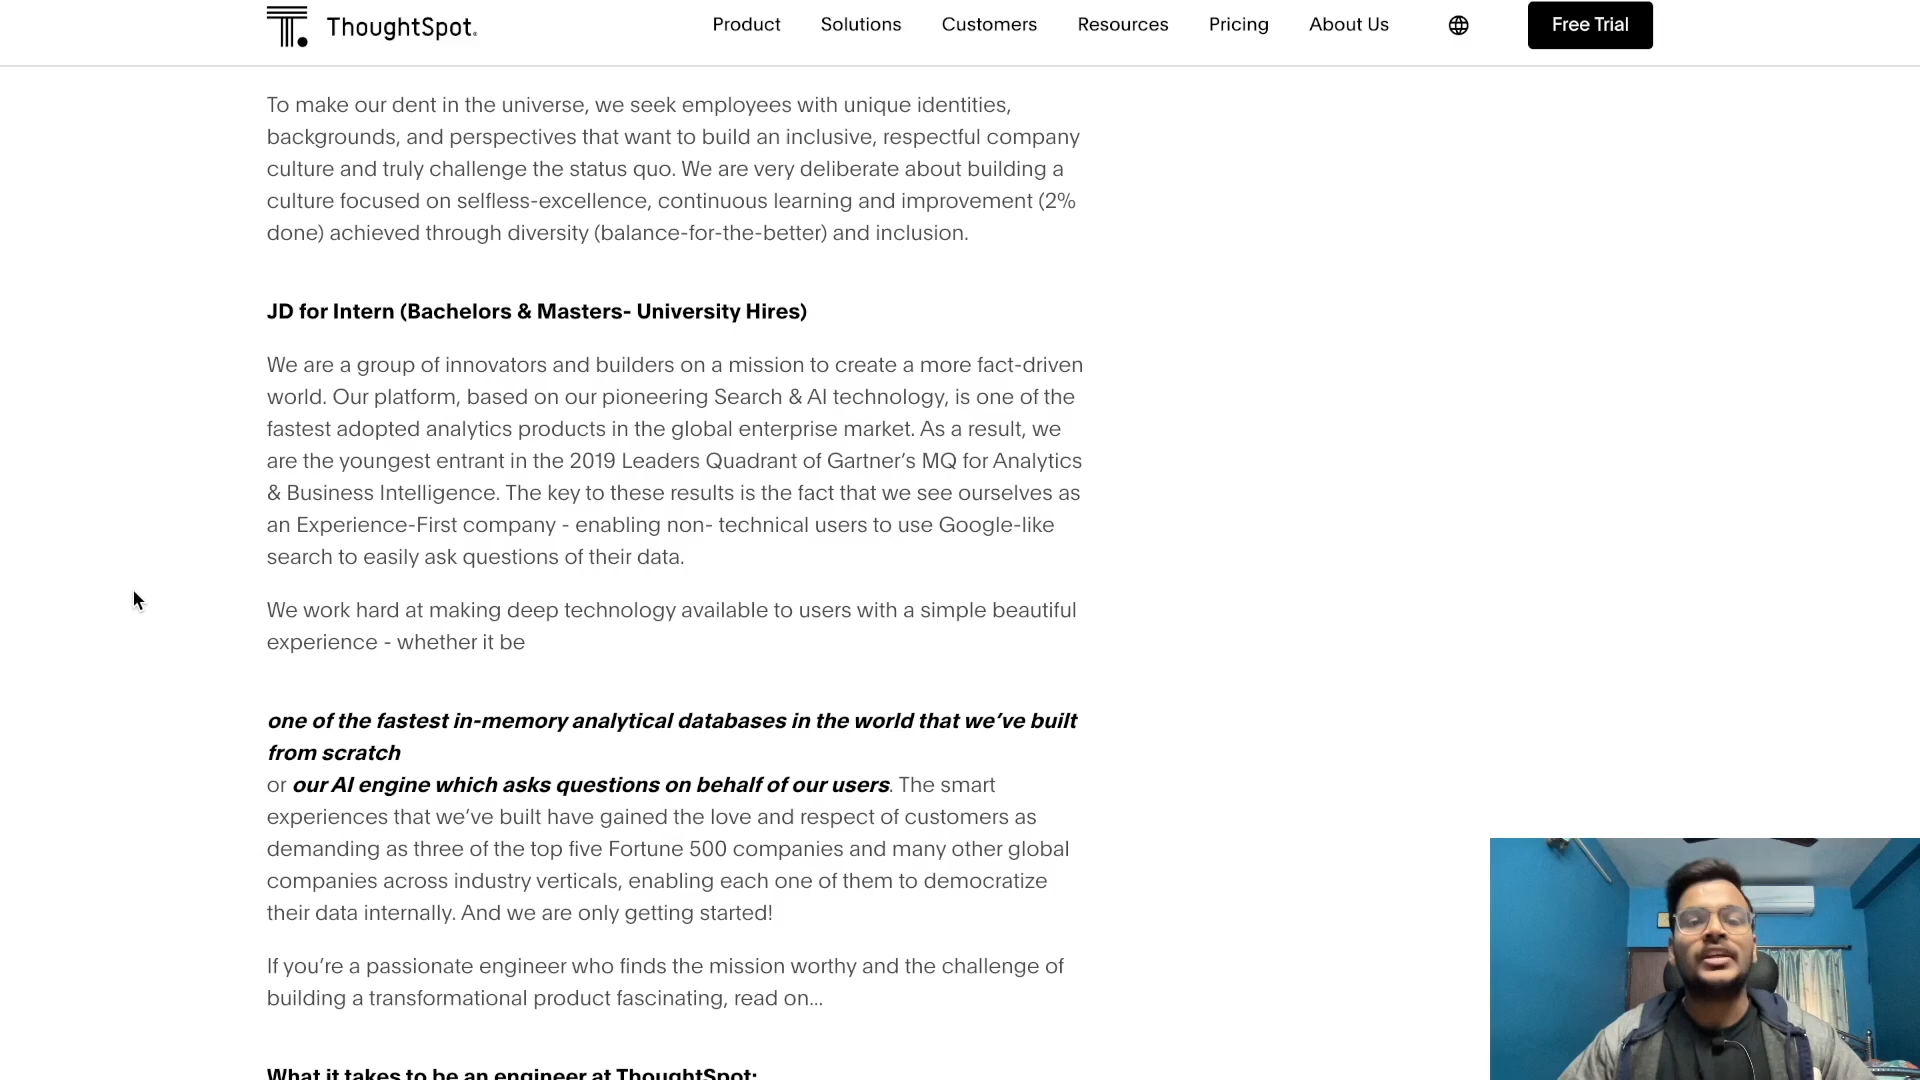 ThoughtSpot.
Product Solutions Customers Resources Pricing About Us Free Trial
To make our dent in the universe, we seek employees with unique identities,
backgrounds, and perspectives that want to build an inclusive, respectful company
culture and truly challenge the status quo. We are very deliberate about building a
culture focused on selfless-excellence, continuous learning and improvement (2%
done) achieved through diversity (balance-for-the-better) and inclusion.
JD for Intern (Bachelors & Masters- University Hires)
We are a group of innovators and builders on a mission to create a more fact-driven
world. Our platform, based on our pioneering Search & AI technology, is one of the
fastest adopted analytics products in the global enterprise market. As a result, we
are the youngest entrant in the 2019 Leaders Quadrant of Gartner’s MQ for Analytics
& Business Intelligence. The key to these results is the fact that we see ourselves as
an Experience-First company - enabling non- technical users to use Google-like
search to easily ask questions of their data.
We work hard at making deep technology available to users with a simple beautiful
experience - whether it be
one of the fastest in-memory analytical databases in the world that we’ve built
from scratch
or our AI engine which asks questions on behalf of our users. The smart
experiences that we’ve built have gained the love and respect of customers as
demanding as three of the top five Fortune 500 companies and many other global
companies across industry verticals, enabling each one of them to democratize
their data internally. And we are only getting started!
If you’re a passionate engineer who finds the mission worthy and the challenge of
building a transformational product fascinating, read on...
What it takes to be an engineer at ThoughtSpot: